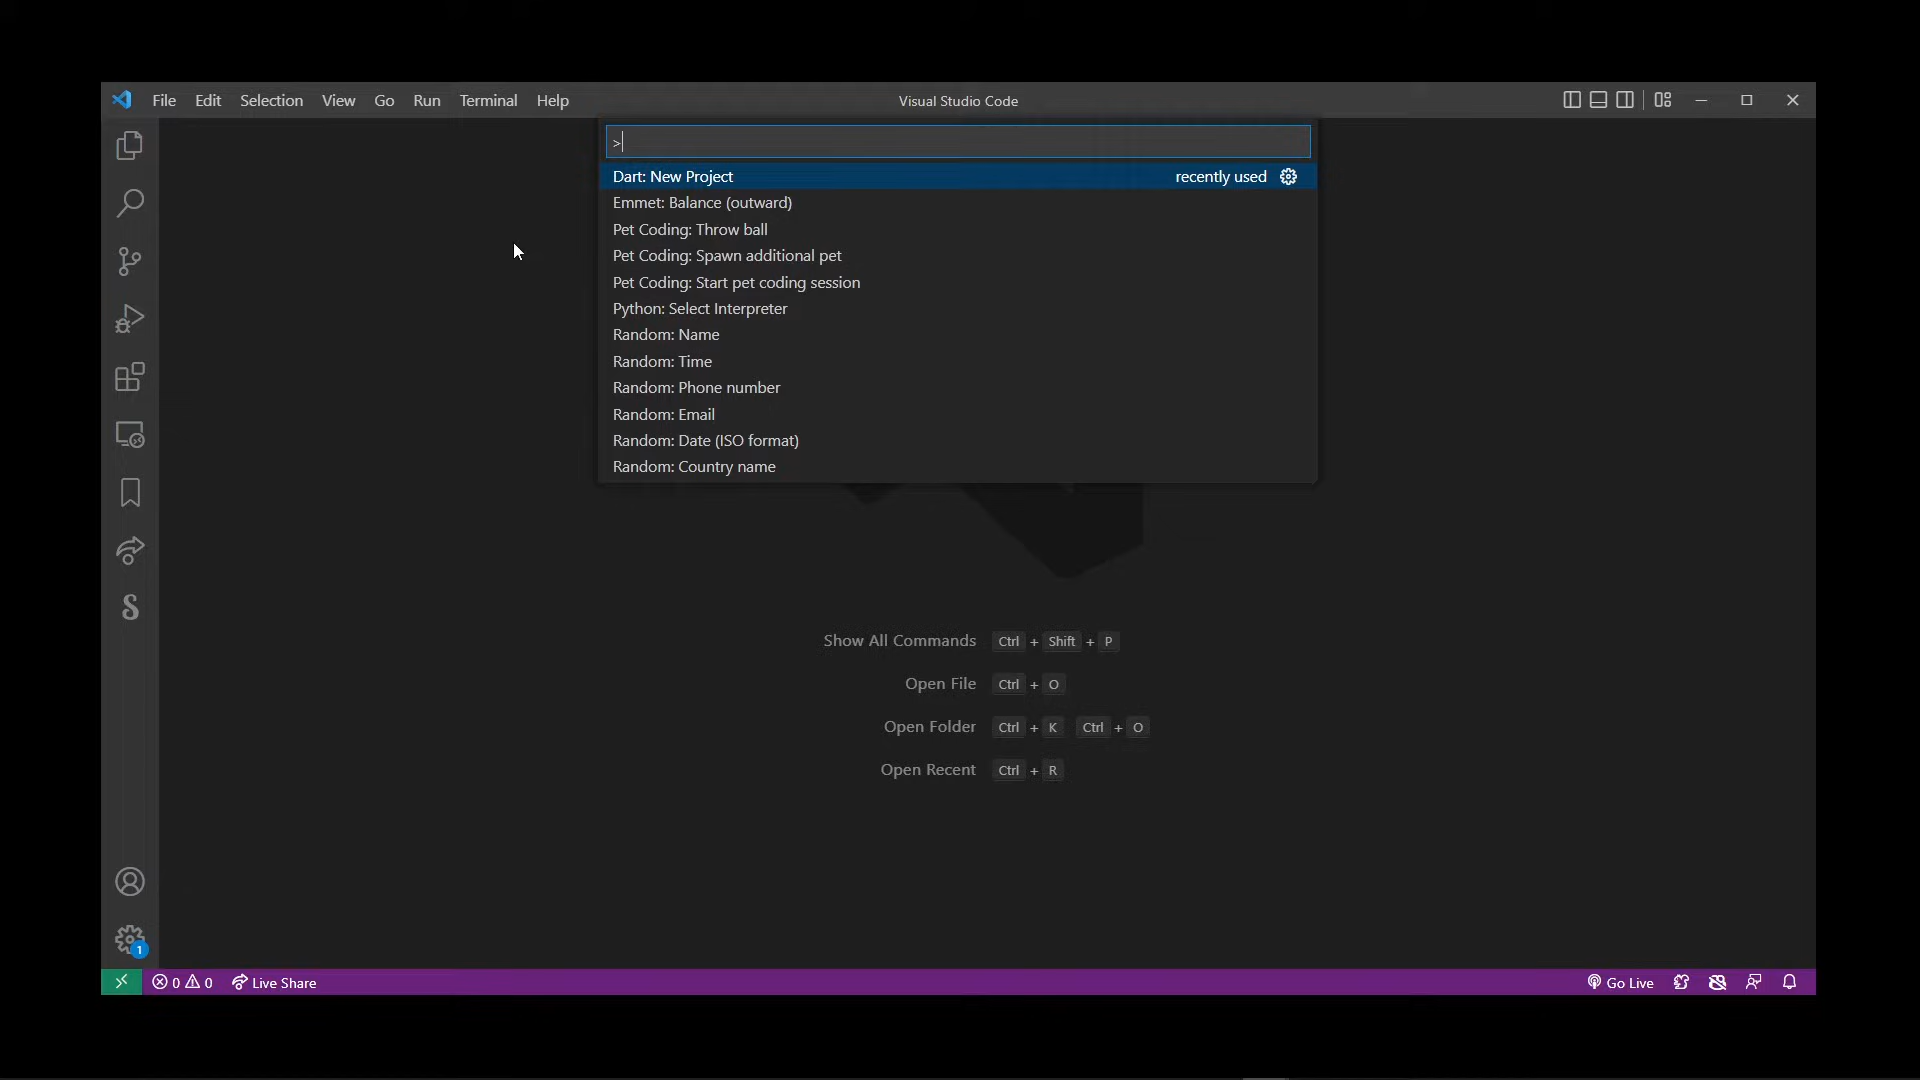 File Edit Selection View Go Run Terminal Help Visual Studio Code
>
Dart: New Project recently used
Emmet: Balance (outward)
Pet Coding: Throw ball
Pet Coding: Spawn additional pet
Pet Coding: Start pet coding session
Python: Select Interpreter
Random: Name
Random: Time
Random: Phone number
Random: Email
Random: Date (ISO format)
Random: Country name
Show All Commands Ctrl + Shift + P
Open File Ctrl + O
Open Folder Ctrl + K Ctrl + O
Open Recent Ctrl + R
1
0 0 Live Share Go Live